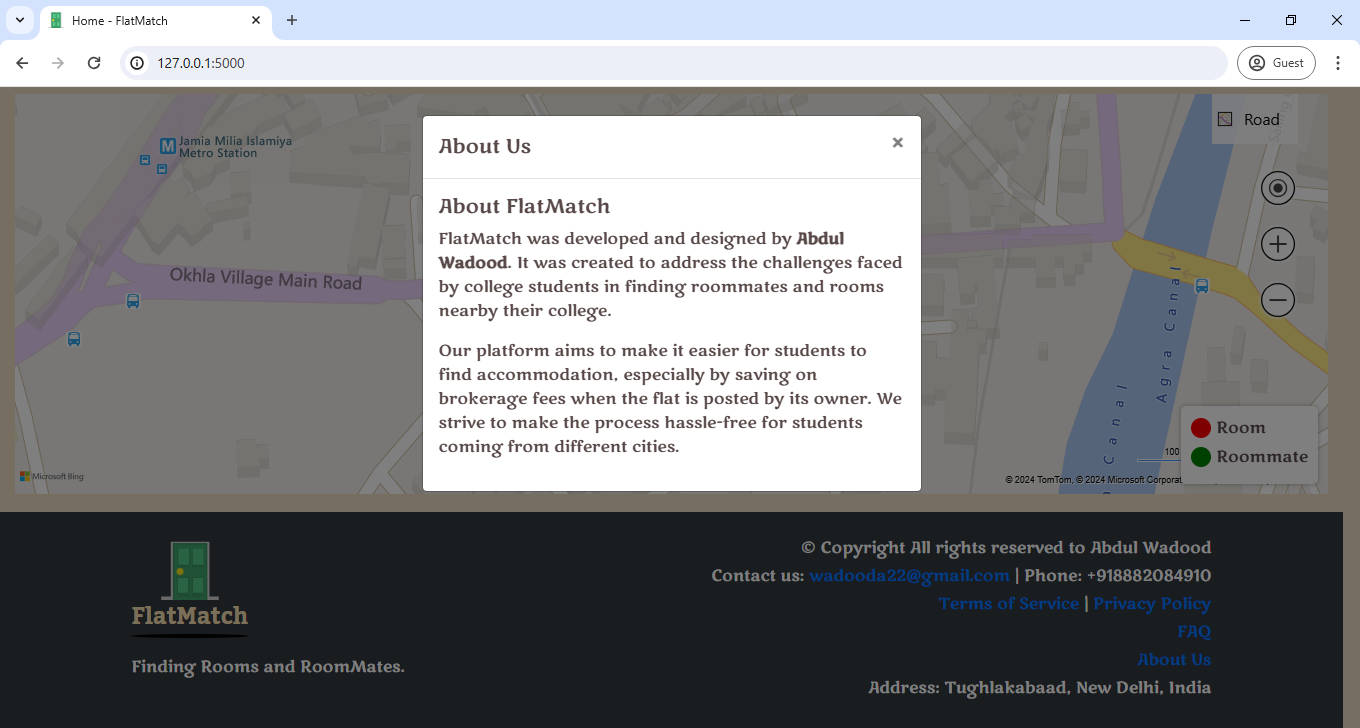 Home - FlatMatch
127.0.0.1:5000
Guest
Jamia Milia Islamiya
Metro Station
Road
Okhla Village Main Road
Agra Canal
Canal
About Us
×
About FlatMatch
FlatMatch was developed and designed by Abdul
Wadood. It was created to address the challenges faced
by college students in finding roommates and rooms
nearby their college.
Our platform aims to make it easier for students to
find accommodation, especially by saving on
brokerage fees when the flat is posted by its owner. We
strive to make the process hassle-free for students
coming from different cities.
Room
Roommate
100
Microsoft Bing
© 2024 TomTom, © 2024 Microsoft Corporat
FlatMatch
Finding Rooms and RoomMates.
© Copyright All rights reserved to Abdul Wadood
Contact us: wadooda22@gmail.com | Phone: +918882084910
Terms of Service | Privacy Policy
FAQ
About Us
Address: Tughlakabaad, New Delhi, India